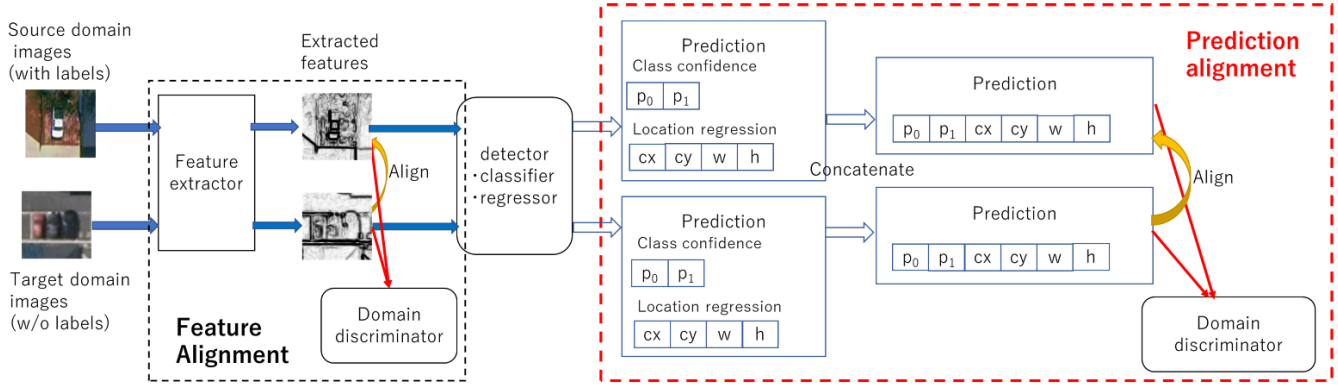 Source domain
images
(with labels)
Target domain
images
(w/o labels)
Feature
extractor
Extracted
features
Align
Domain
discriminator
Feature
Alignment
detector
・classifier
・regressor
Prediction
Class confidence
p₀ p₁
Location regression
cx cy w h
Prediction
Class confidence
p₀ p₁
Location regression
cx cy w h
Concatenate
Prediction
p₀ p₁ cx cy w h
Prediction
p₀ p₁ cx cy w h
Align
Prediction
alignment
Domain
discriminator